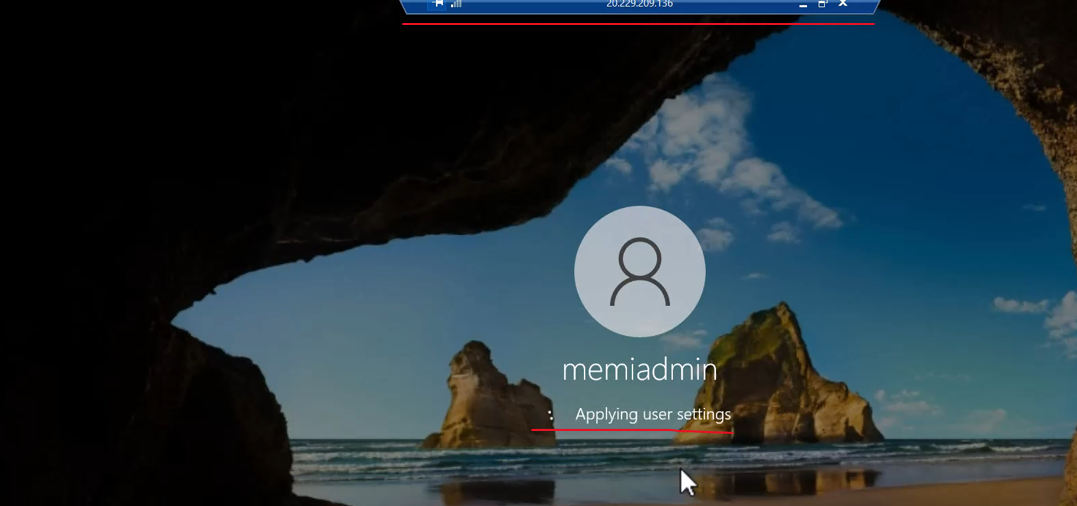 20.229.209.136
memiadmin
Applying user settings